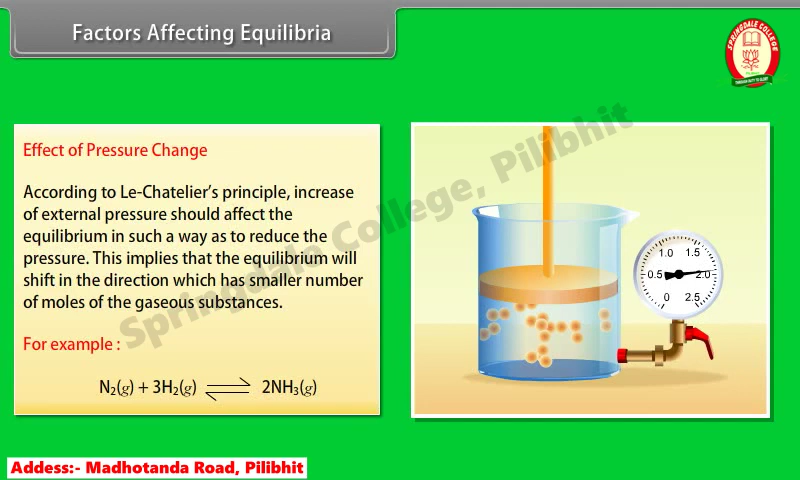 Factors Affecting Equilibria
SPRINGDALE COLLEGE
Effect of Pressure Change
According to Le-Chatelier's principle, increase
of external pressure should affect the
equilibrium in such a way as to reduce the
pressure. This implies that the equilibrium will
shift in the direction which has smaller number
of moles of the gaseous substances.
For example :
N₂(g) + 3H₂(g) ⇌ 2NH₃(g)
Springdale College, Pilibhit
1.0 1.5
0.5 2.0
0 2.5
Addess:- Madhotanda Road, Pilibhit